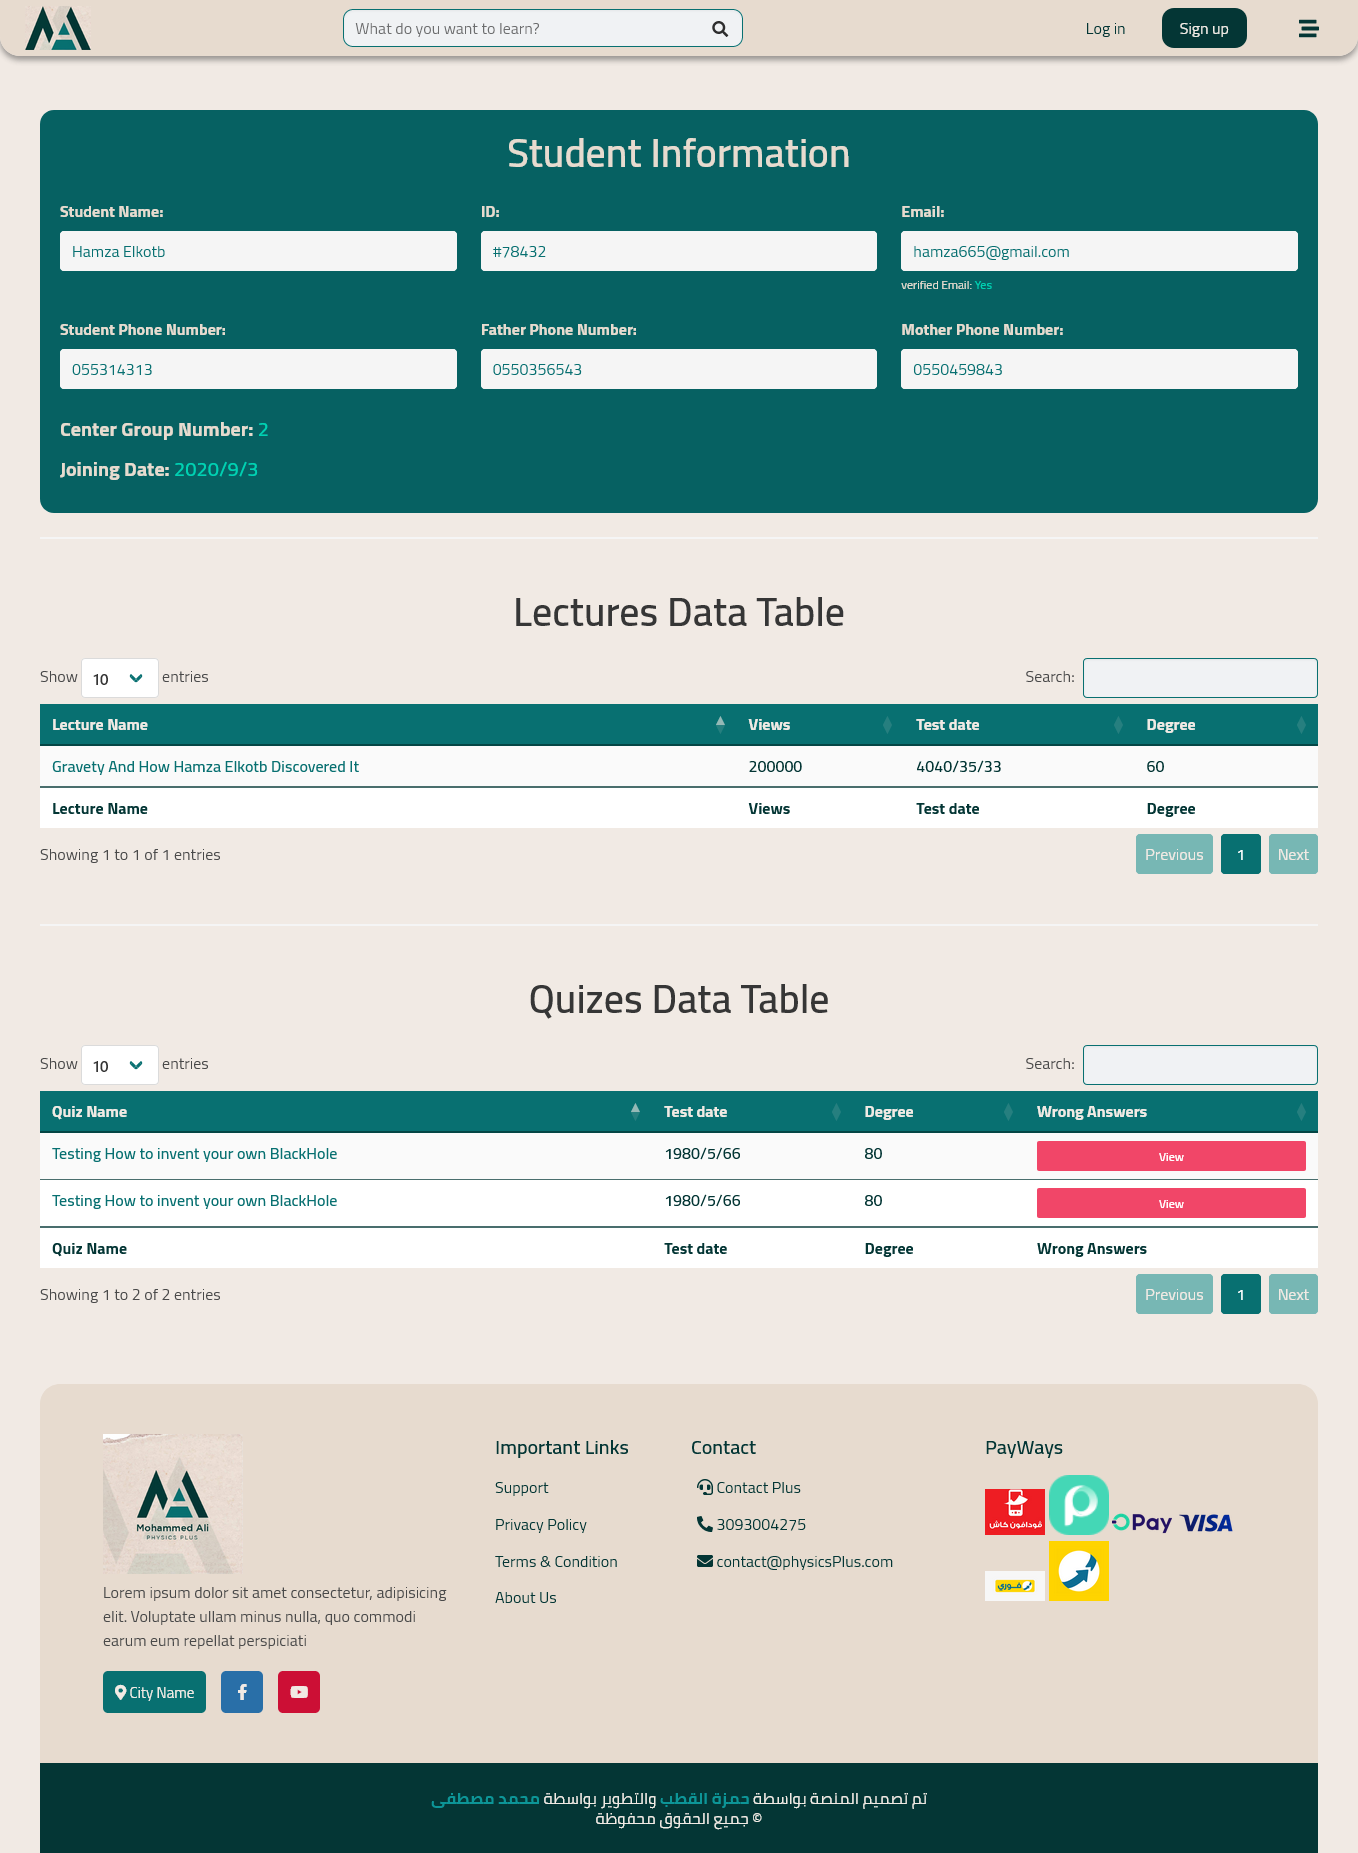 What do you want to learn?
Log in
Sign up
Student Information
Student Name:
ID:
Email:
Hamza Elkotb
#78432
hamza665@gmail.com
verified Email: Yes
Student Phone Number:
Father Phone Number:
Mother Phone Number:
055314313
0550356543
0550459843
Center Group Number: 2
Joining Date: 2020/9/3
Lectures Data Table
Show 10 entries
Search:
Lecture Name Views Test date Degree
Gravety And How Hamza Elkotb Discovered It 200000 4040/35/33 60
Lecture Name Views Test date Degree
Showing 1 to 1 of 1 entries
Previous 1 Next
Quizes Data Table
Show 10 entries
Search:
Quiz Name Test date Degree Wrong Answers
Testing How to invent your own BlackHole 1980/5/66 80 View
Testing How to invent your own BlackHole 1980/5/66 80 View
Quiz Name Test date Degree Wrong Answers
Showing 1 to 2 of 2 entries
Previous 1 Next
Mohammed Ali
PHYSICS PLUS
Lorem ipsum dolor sit amet consectetur, adipisicing
elit. Voluptate ullam minus nulla, quo commodi
earum eum repellat perspiciati
City Name
Important Links
Support
Privacy Policy
Terms & Condition
About Us
Contact
Contact Plus
3093004275
contact@physicsPlus.com
PayWays
ڤودافون كاش
OPay
VISA
فوري
تم تصميم المنصة بواسطة حمزة القطب والتطوير بواسطة محمد مصطفى
© جميع الحقوق محفوظة